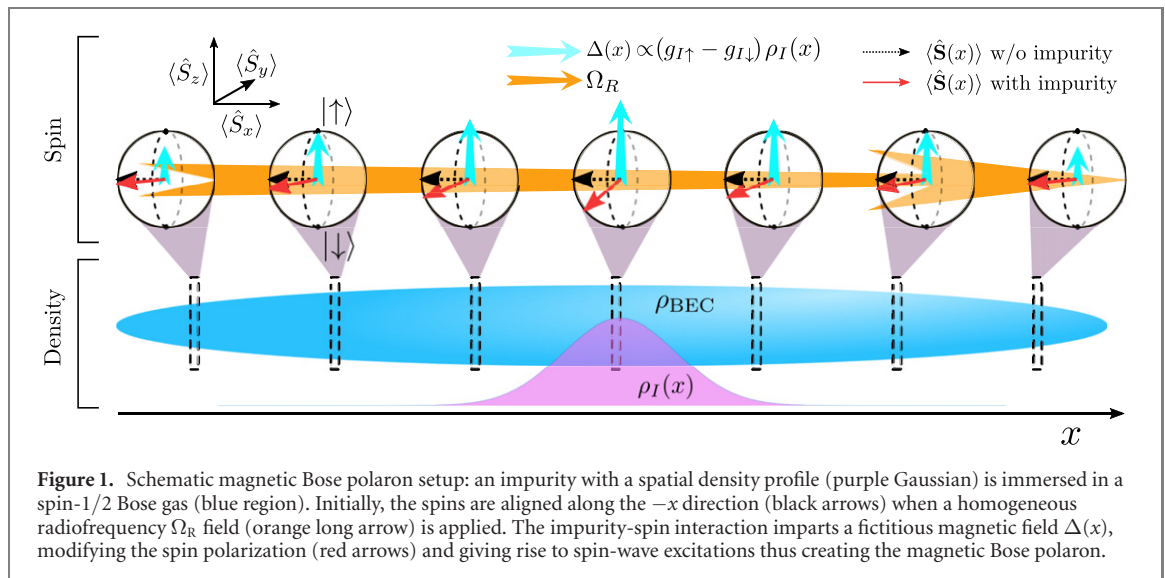 Spin
⟨Ŝ_z⟩
⟨Ŝ_y⟩
⟨Ŝ_x⟩
Δ(x) ∝(g_{I↑} − g_{I↓}) ρ_I(x)
Ω_R
⟨Ŝ(x)⟩ w/o impurity
⟨Ŝ(x)⟩ with impurity
|↑⟩
|↓⟩
Density
ρ_BEC
ρ_I(x)
x
Figure 1. Schematic magnetic Bose polaron setup: an impurity with a spatial density profile (purple Gaussian) is immersed in a
spin-1/2 Bose gas (blue region). Initially, the spins are aligned along the −x direction (black arrows) when a homogeneous
radiofrequency Ω_R field (orange long arrow) is applied. The impurity-spin interaction imparts a fictitious magnetic field Δ(x),
modifying the spin polarization (red arrows) and giving rise to spin-wave excitations thus creating the magnetic Bose polaron.